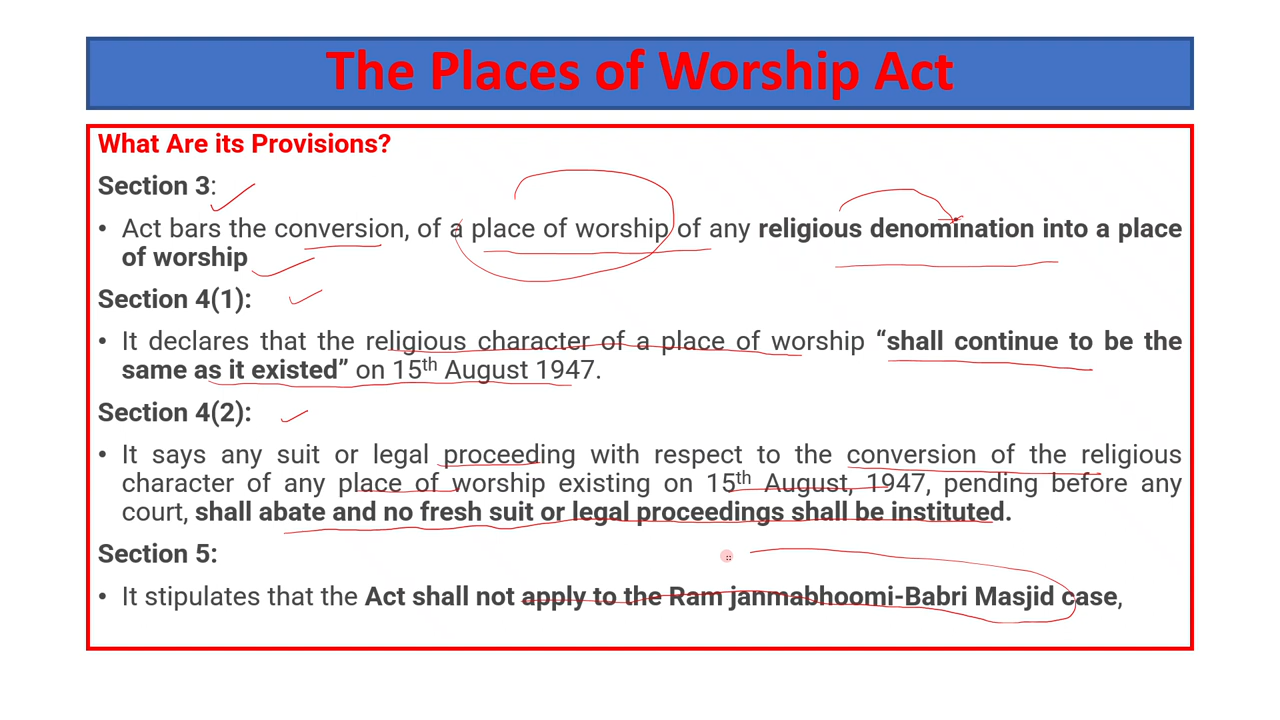 The Places of Worship Act
What Are its Provisions?
Section 3:
• Act bars the conversion, of a place of worship of any religious denomination into a place
of worship
Section 4(1):
• It declares that the religious character of a place of worship “shall continue to be the
same as it existed” on 15th August 1947.
Section 4(2):
• It says any suit or legal proceeding with respect to the conversion of the religious
character of any place of worship existing on 15th August, 1947, pending before any
court, shall abate and no fresh suit or legal proceedings shall be instituted.
Section 5:
• It stipulates that the Act shall not apply to the Ram janmabhoomi-Babri Masjid case,